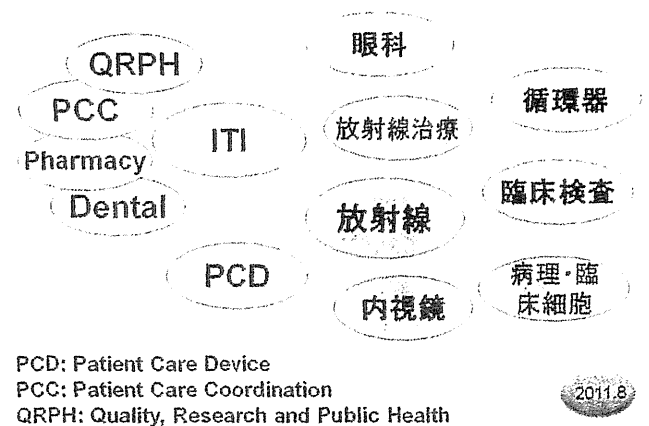 QRPH
PCC
Pharmacy
Dental
ITI
PCD
眼科
放射線治療
放射線
内視鏡
循環器
臨床検査
病理・臨
床細胞
PCD: Patient Care Device
PCC: Patient Care Coordination
QRPH: Quality, Research and Public Health
2011.8